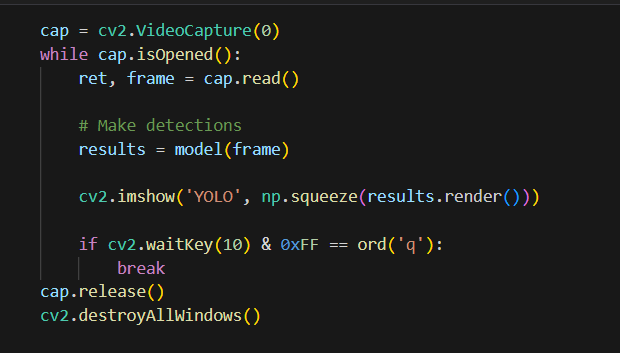 cap = cv2.VideoCapture(0)
while cap.isOpened():
    ret, frame = cap.read()

    # Make detections
    results = model(frame)

    cv2.imshow('YOLO', np.squeeze(results.render()))

    if cv2.waitKey(10) & 0xFF == ord('q'):
        break
cap.release()
cv2.destroyAllWindows()